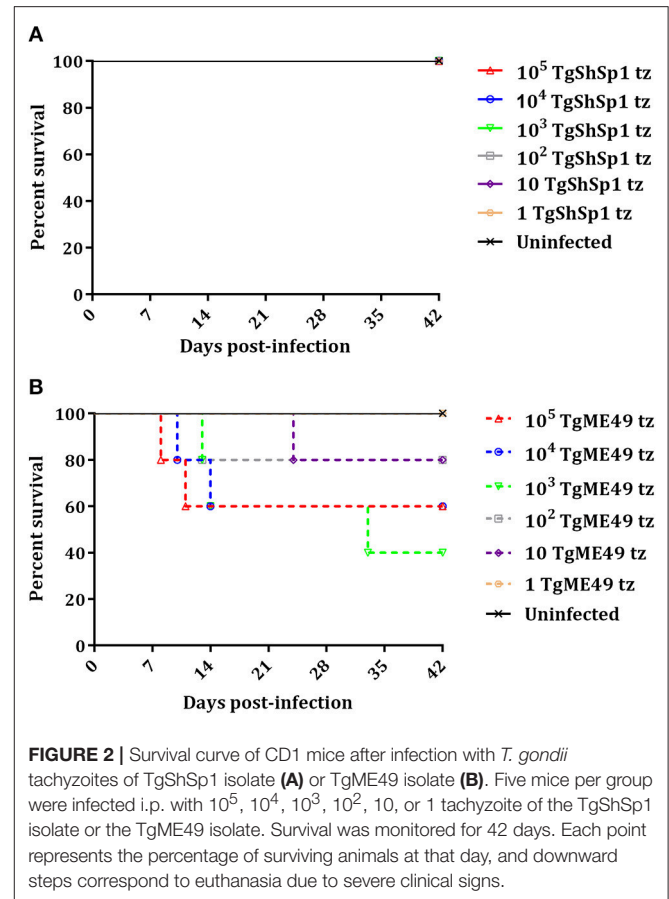 A
100
80
60
40
20
0
Percent survival
0 7 14 21 28 35 42
Days post-infection
10⁵ TgShSp1 tz
10⁴ TgShSp1 tz
10³ TgShSp1 tz
10² TgShSp1 tz
10 TgShSp1 tz
1 TgShSp1 tz
Uninfected
B
100
80
60
40
20
0
Percent survival
0 7 14 21 28 35 42
Days post-infection
10⁵ TgME49 tz
10⁴ TgME49 tz
10³ TgME49 tz
10² TgME49 tz
10 TgME49 tz
1 TgME49 tz
Uninfected
FIGURE 2 | Survival curve of CD1 mice after infection with T. gondii
tachyzoites of TgShSp1 isolate (A) or TgME49 isolate (B). Five mice per group
were infected i.p. with 10⁵, 10⁴, 10³, 10², 10, or 1 tachyzoite of the TgShSp1
isolate or the TgME49 isolate. Survival was monitored for 42 days. Each point
represents the percentage of surviving animals at that day, and downward
steps correspond to euthanasia due to severe clinical signs.